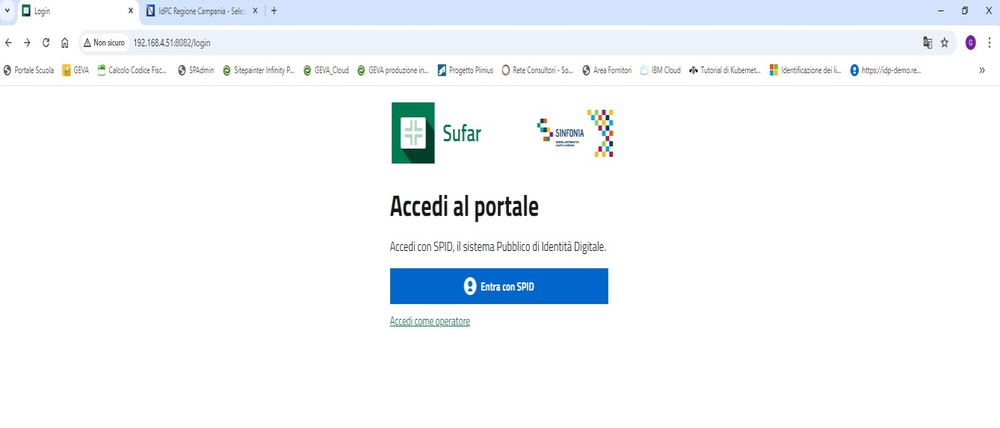 Login
IdPC Regione Campania - Selez
Non sicuro
192.168.4.51:8082/login
G
Portale Scuola
GEVA
Calcolo Codice Fisc...
SPAdmin
Sitepainter Infinity P...
GEVA_Cloud
GEVA produzione in...
Progetto Plinius
Rete Consultori - So...
Area Fornitori
IBM Cloud
Tutorial di Kubernet...
Identificazione dei li...
https://idp-demo.re...
Sufar
SINFONIA
Accedi al portale
Accedi con SPID, il sistema Pubblico di Identità Digitale.
Entra con SPID
Accedi come operatore